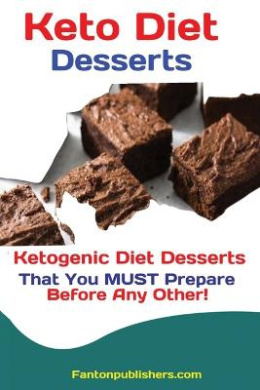 Keto Diet
Desserts
Ketogenic Diet Desserts
That You MUST Prepare
Before Any Other!
Fantonpublishers.com